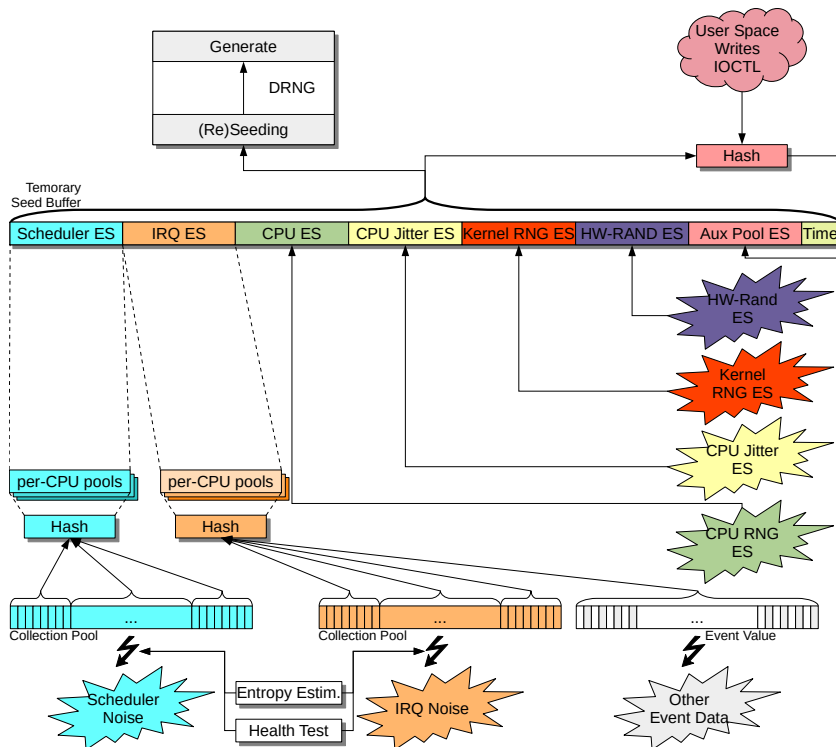 Generate
DRNG
(Re)Seeding
User Space
Writes
IOCTL
Hash
Temorary
Seed Buffer
Scheduler ES
IRQ ES
CPU ES
CPU Jitter ES
Kernel RNG ES
HW-RAND ES
Aux Pool ES
Time
HW-Rand
ES
Kernel
RNG ES
CPU Jitter
ES
CPU RNG
ES
per-CPU pools
per-CPU pools
Hash
Hash
...
...
...
Collection Pool
Collection Pool
Event Value
Scheduler
Noise
Entropy Estim.
Health Test
IRQ Noise
Other
Event Data